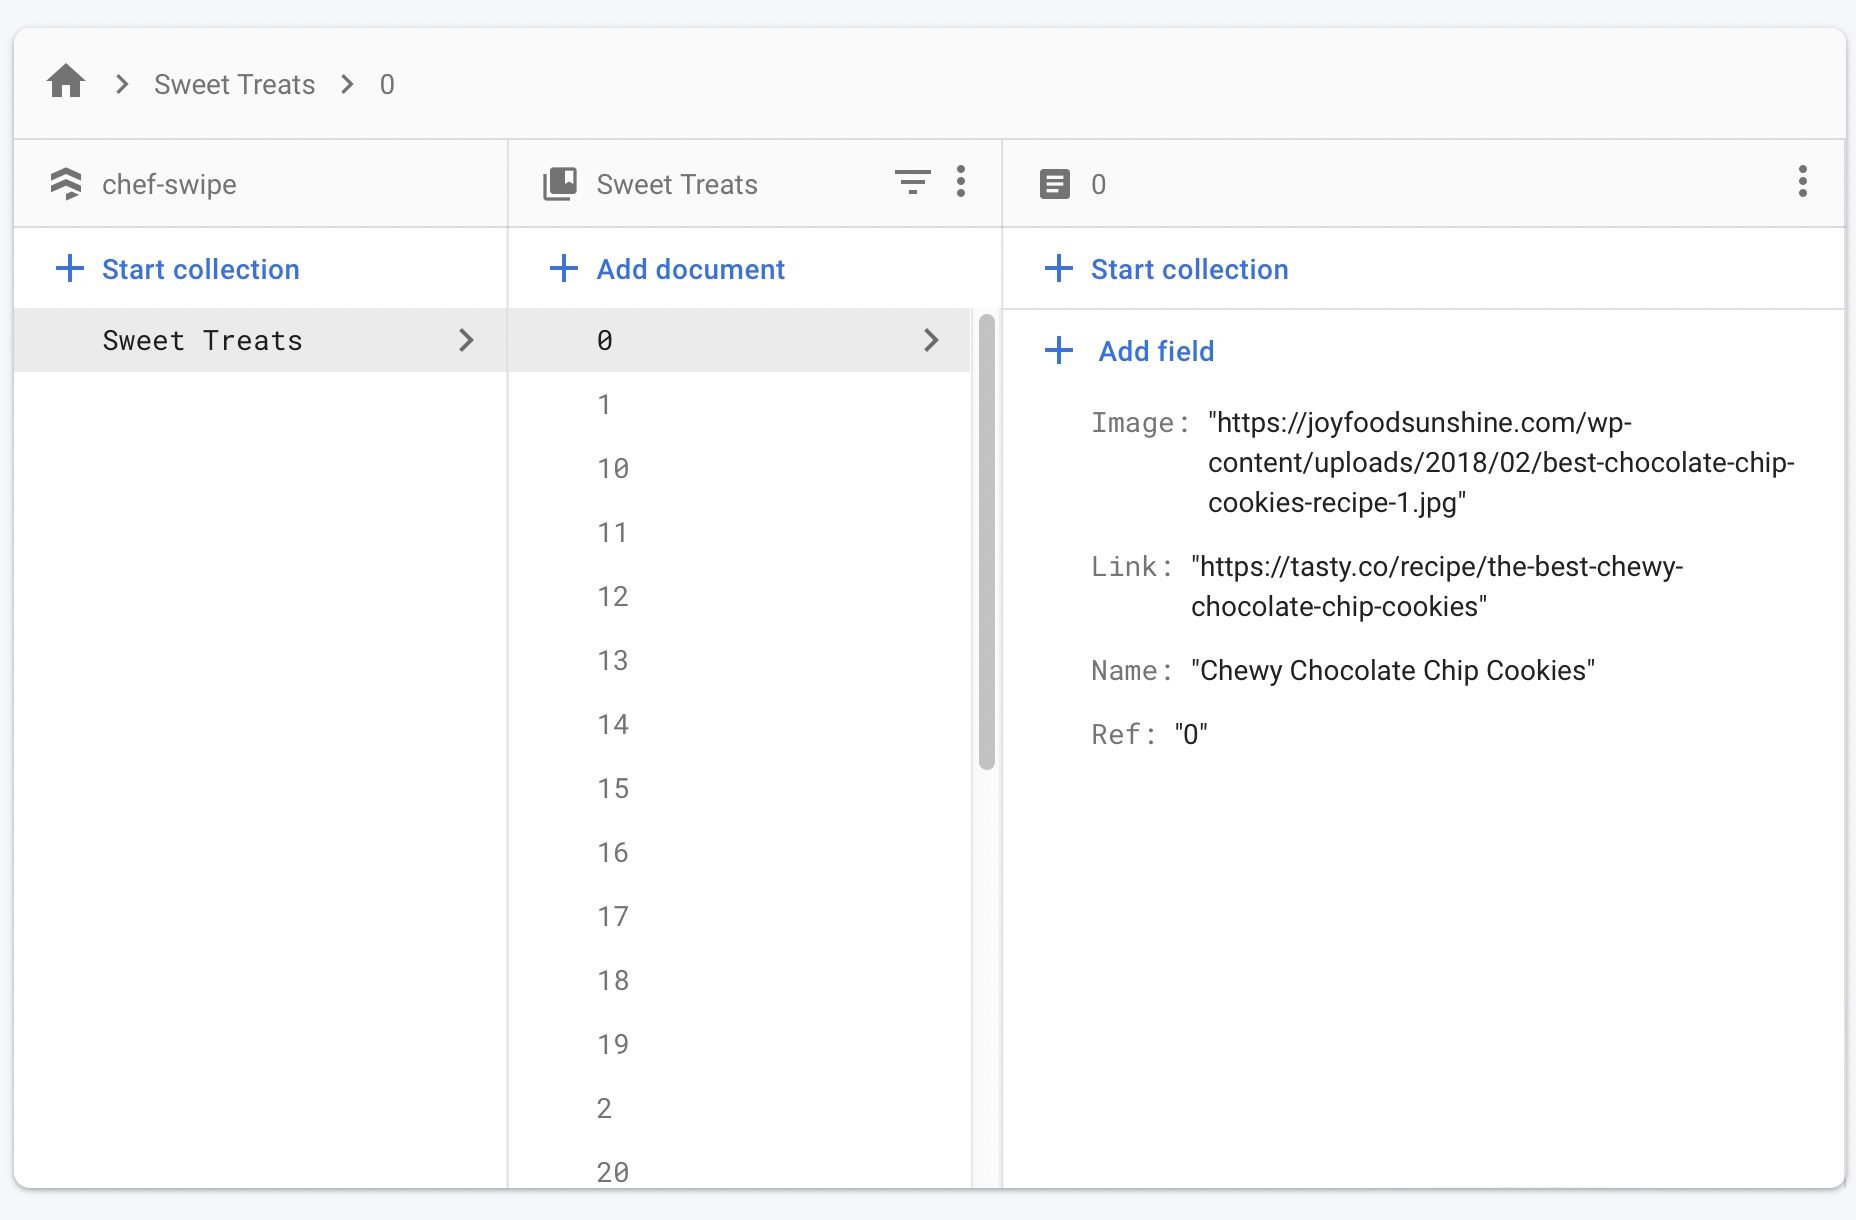 Sweet Treats 0
chef-swipe
Start collection
Sweet Treats
Sweet Treats
Add document
0
1
10
11
12
13
14
15
16
17
18
19
2
20
0
Start collection
Add field
Image: "https://joyfoodsunshine.com/wp-
content/uploads/2018/02/best-chocolate-chip-
cookies-recipe-1.jpg"
Link: "https://tasty.co/recipe/the-best-chewy-
chocolate-chip-cookies"
Name: "Chewy Chocolate Chip Cookies"
Ref: "0"